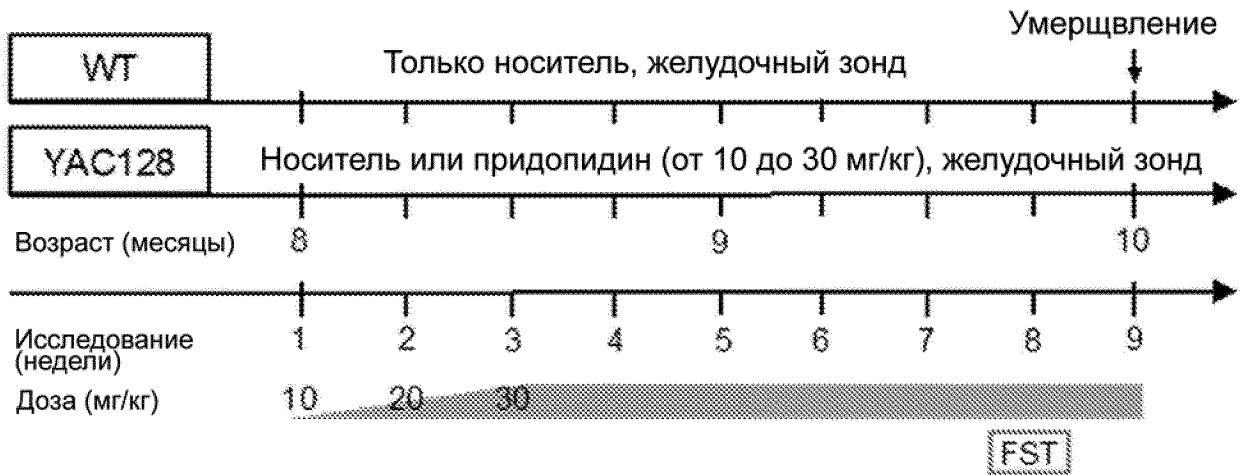 Умерщвление
WT Только носитель, желудочный зонд
YAC128 Носитель или придопидин (от 10 до 30 мг/кг), желудочный зонд
Возраст (месяцы) 8 9 10
Исследование
(недели) 1 2 3 4 5 6 7 8 9
Доза (мг/кг) 10 20 30
FST